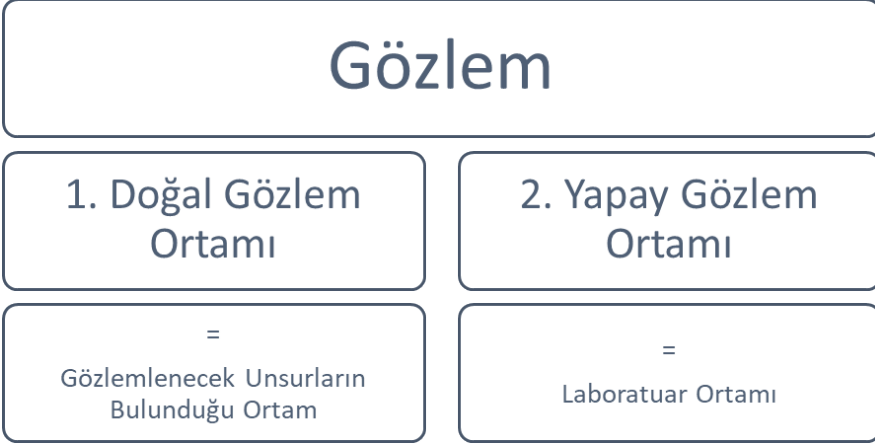 Gözlem
1. Doğal Gözlem
Ortamı
2. Yapay Gözlem
Ortamı
=
Gözlemlenecek Unsurların
Bulunduğu Ortam
=
Laboratuar Ortamı